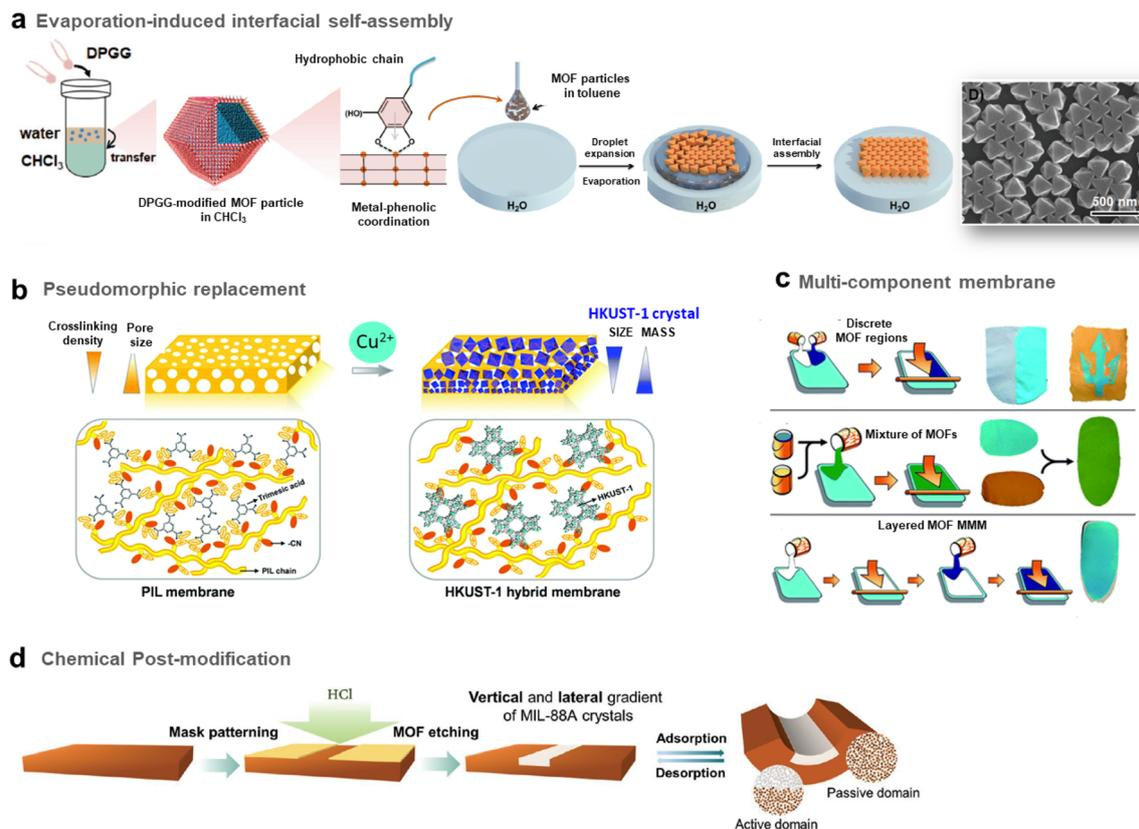 a Evaporation-induced interfacial self-assembly
DPGG
water
CHCl₃
transfer
DPGG-modified MOF particle
in CHCl₃
Hydrophobic chain
(HO)
O
O
Metal-phenolic
coordination
MOF particles
in toluene
H₂O
Droplet
expansion
Evaporation
H₂O
Interfacial
assembly
H₂O
D)
500 nm
b Pseudomorphic replacement
Crosslinking
density
Pore
size
Cu²⁺
HKUST-1 crystal
SIZE MASS
Trimesic acid
-CN
PIL chain
PIL membrane
HKUST-1
HKUST-1 hybrid membrane
c Multi-component membrane
Discrete
MOF regions
Mixture of MOFs
Layered MOF MMM
d Chemical Post-modification
Mask patterning
HCl
MOF etching
Vertical and lateral gradient
of MIL-88A crystals
Adsorption
Desorption
Passive domain
Active domain